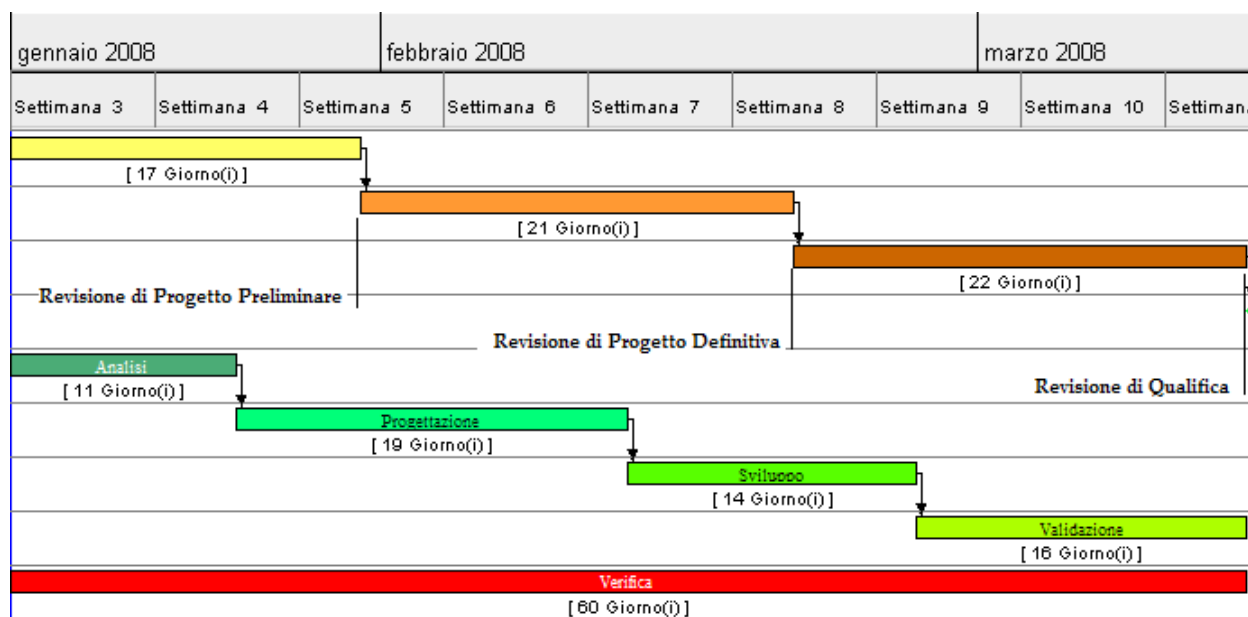 gennaio 2008 febbraio 2008 marzo 2008
Settimana 3 Settimana 4 Settimana 5 Settimana 6 Settimana 7 Settimana 8 Settimana 9 Settimana 10 Settiman
[ 17 Giorno(i) ]
[ 21 Giorno(i) ]
[ 22 Giorno(i) ]
Revisione di Progetto Preliminare
Revisione di Progetto Definitiva
Analisi
[ 11 Giorno(i) ]
Revisione di Qualifica
Progettazione
[ 19 Giorno(i) ]
Sviluppo
[ 14 Giorno(i) ]
Validazione
[ 16 Giorno(i) ]
Verifica
[ 60 Giorno(i) ]